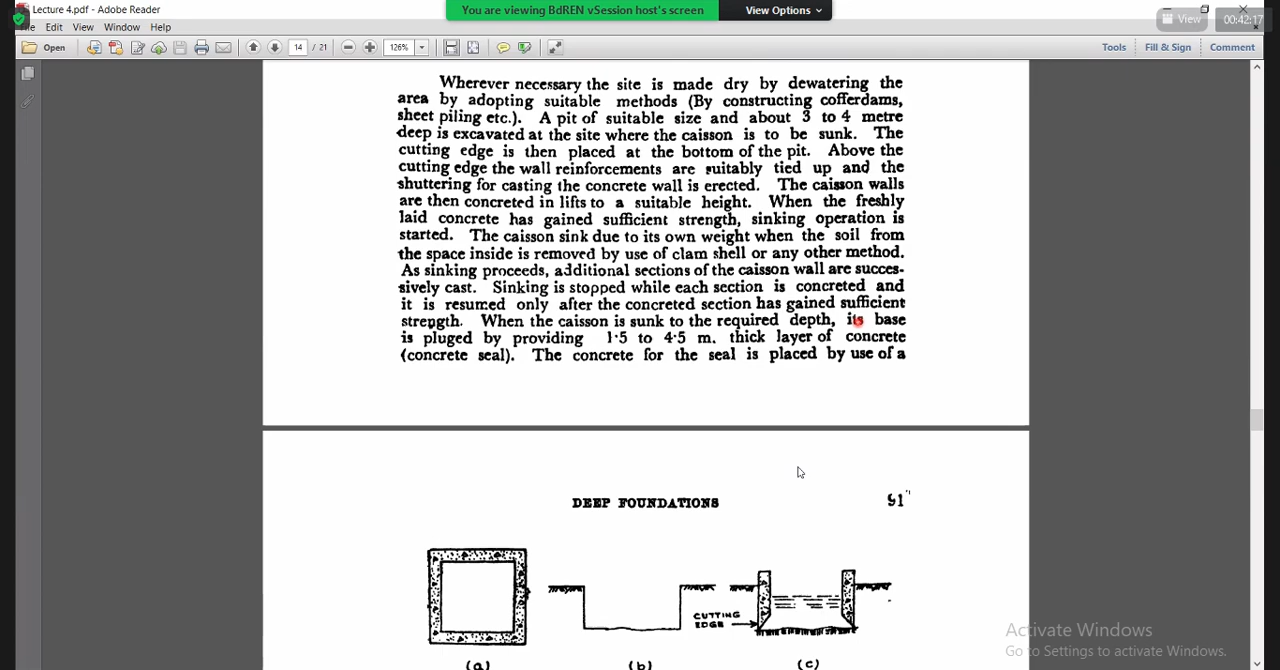 Lecture 4.pdf - Adobe Reader
You are viewing BdREN vSession host's screen
View Options
View
00:42:17
File Edit View Window Help
Open
14 / 21
126%
Tools
Fill & Sign
Comment
Wherever necessary the site is made dry by dewatering the
area by adopting suitable methods (By constructing cofferdams,
sheet piling etc.). A pit of suitable size and about 3 to 4 metre
deep is excavated at the site where the caisson is to be sunk. The
cutting edge is then placed at the bottom of the pit. Above the
cutting edge the wall reinforcements are suitably tied up and the
shuttering for casting the concrete wall is erected. The caisson walls
are then concreted in lifts to a suitable height. When the freshly
laid concrete has gained sufficient strength, sinking operation is
started. The caisson sink due to its own weight when the soil from
the space inside is removed by use of clam shell or any other method.
As sinking proceeds, additional sections of the caisson wall are succes-
sively cast. Sinking is stopped while each section is concreted and
it is resumed only after the concreted section has gained sufficient
strength. When the caisson is sunk to the required depth, its base
is pluged by providing 1·5 to 4·5 m. thick layer of concrete
(concrete seal). The concrete for the seal is placed by use of a
DEEP FOUNDATIONS
91
CUTTING
EDGE
(a)
(b)
(c)
Activate Windows
Go to Settings to activate Windows.